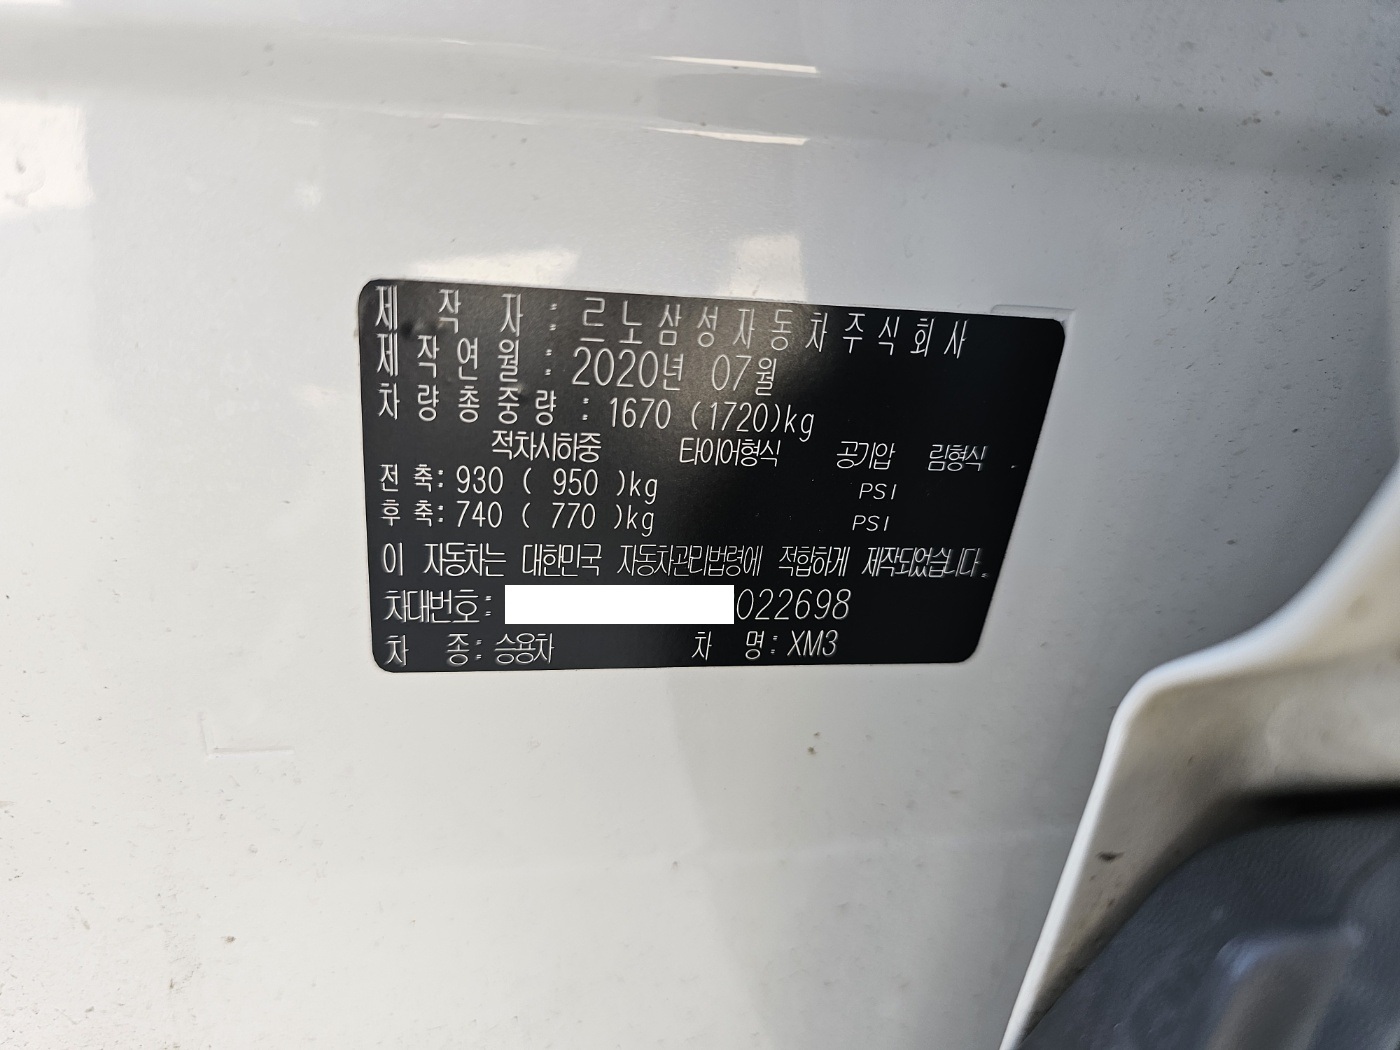 제 작 자 : 르노삼성자동차주식회사
제작연월 : 2020년 07월
차량총중량 : 1670 (1720)kg
적차시하중 타이어형식 공기압 림형식
전 축: 930 ( 950 )kg PSI
후 축: 740 ( 770 )kg PSI
이 자동차는 대한민국 자동차관리법령에 적합하게 제작되었습니다.
차대번호: 022698
차 종: 승용차 차 명: XM3